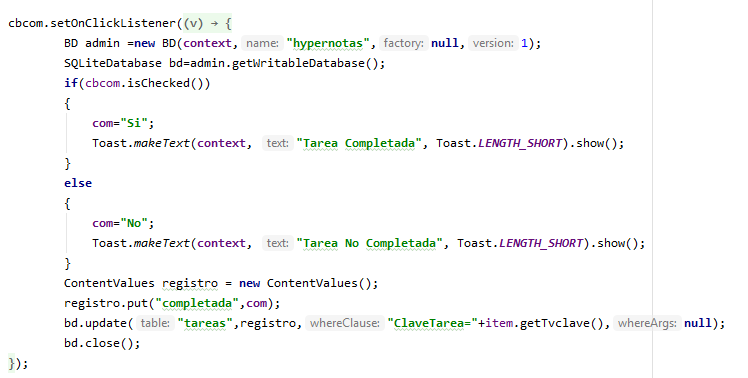 cbcom.setOnClickListener((v) → {
BD admin =new BD(context, name: "hypernotas", factory: null, version: 1);
SQLiteDatabase bd=admin.getWritableDatabase();
if(cbcom.isChecked())
{
com="Si";
Toast.makeText(context, text: "Tarea Completada", Toast.LENGTH_SHORT).show();
}
else
{
com="No";
Toast.makeText(context, text: "Tarea No Completada", Toast.LENGTH_SHORT).show();
}
ContentValues registro = new ContentValues();
registro.put("completada",com);
bd.update( table: "tareas",registro, whereClause: "ClaveTarea="+item.getTvclave(), whereArgs: null);
bd.close();
});